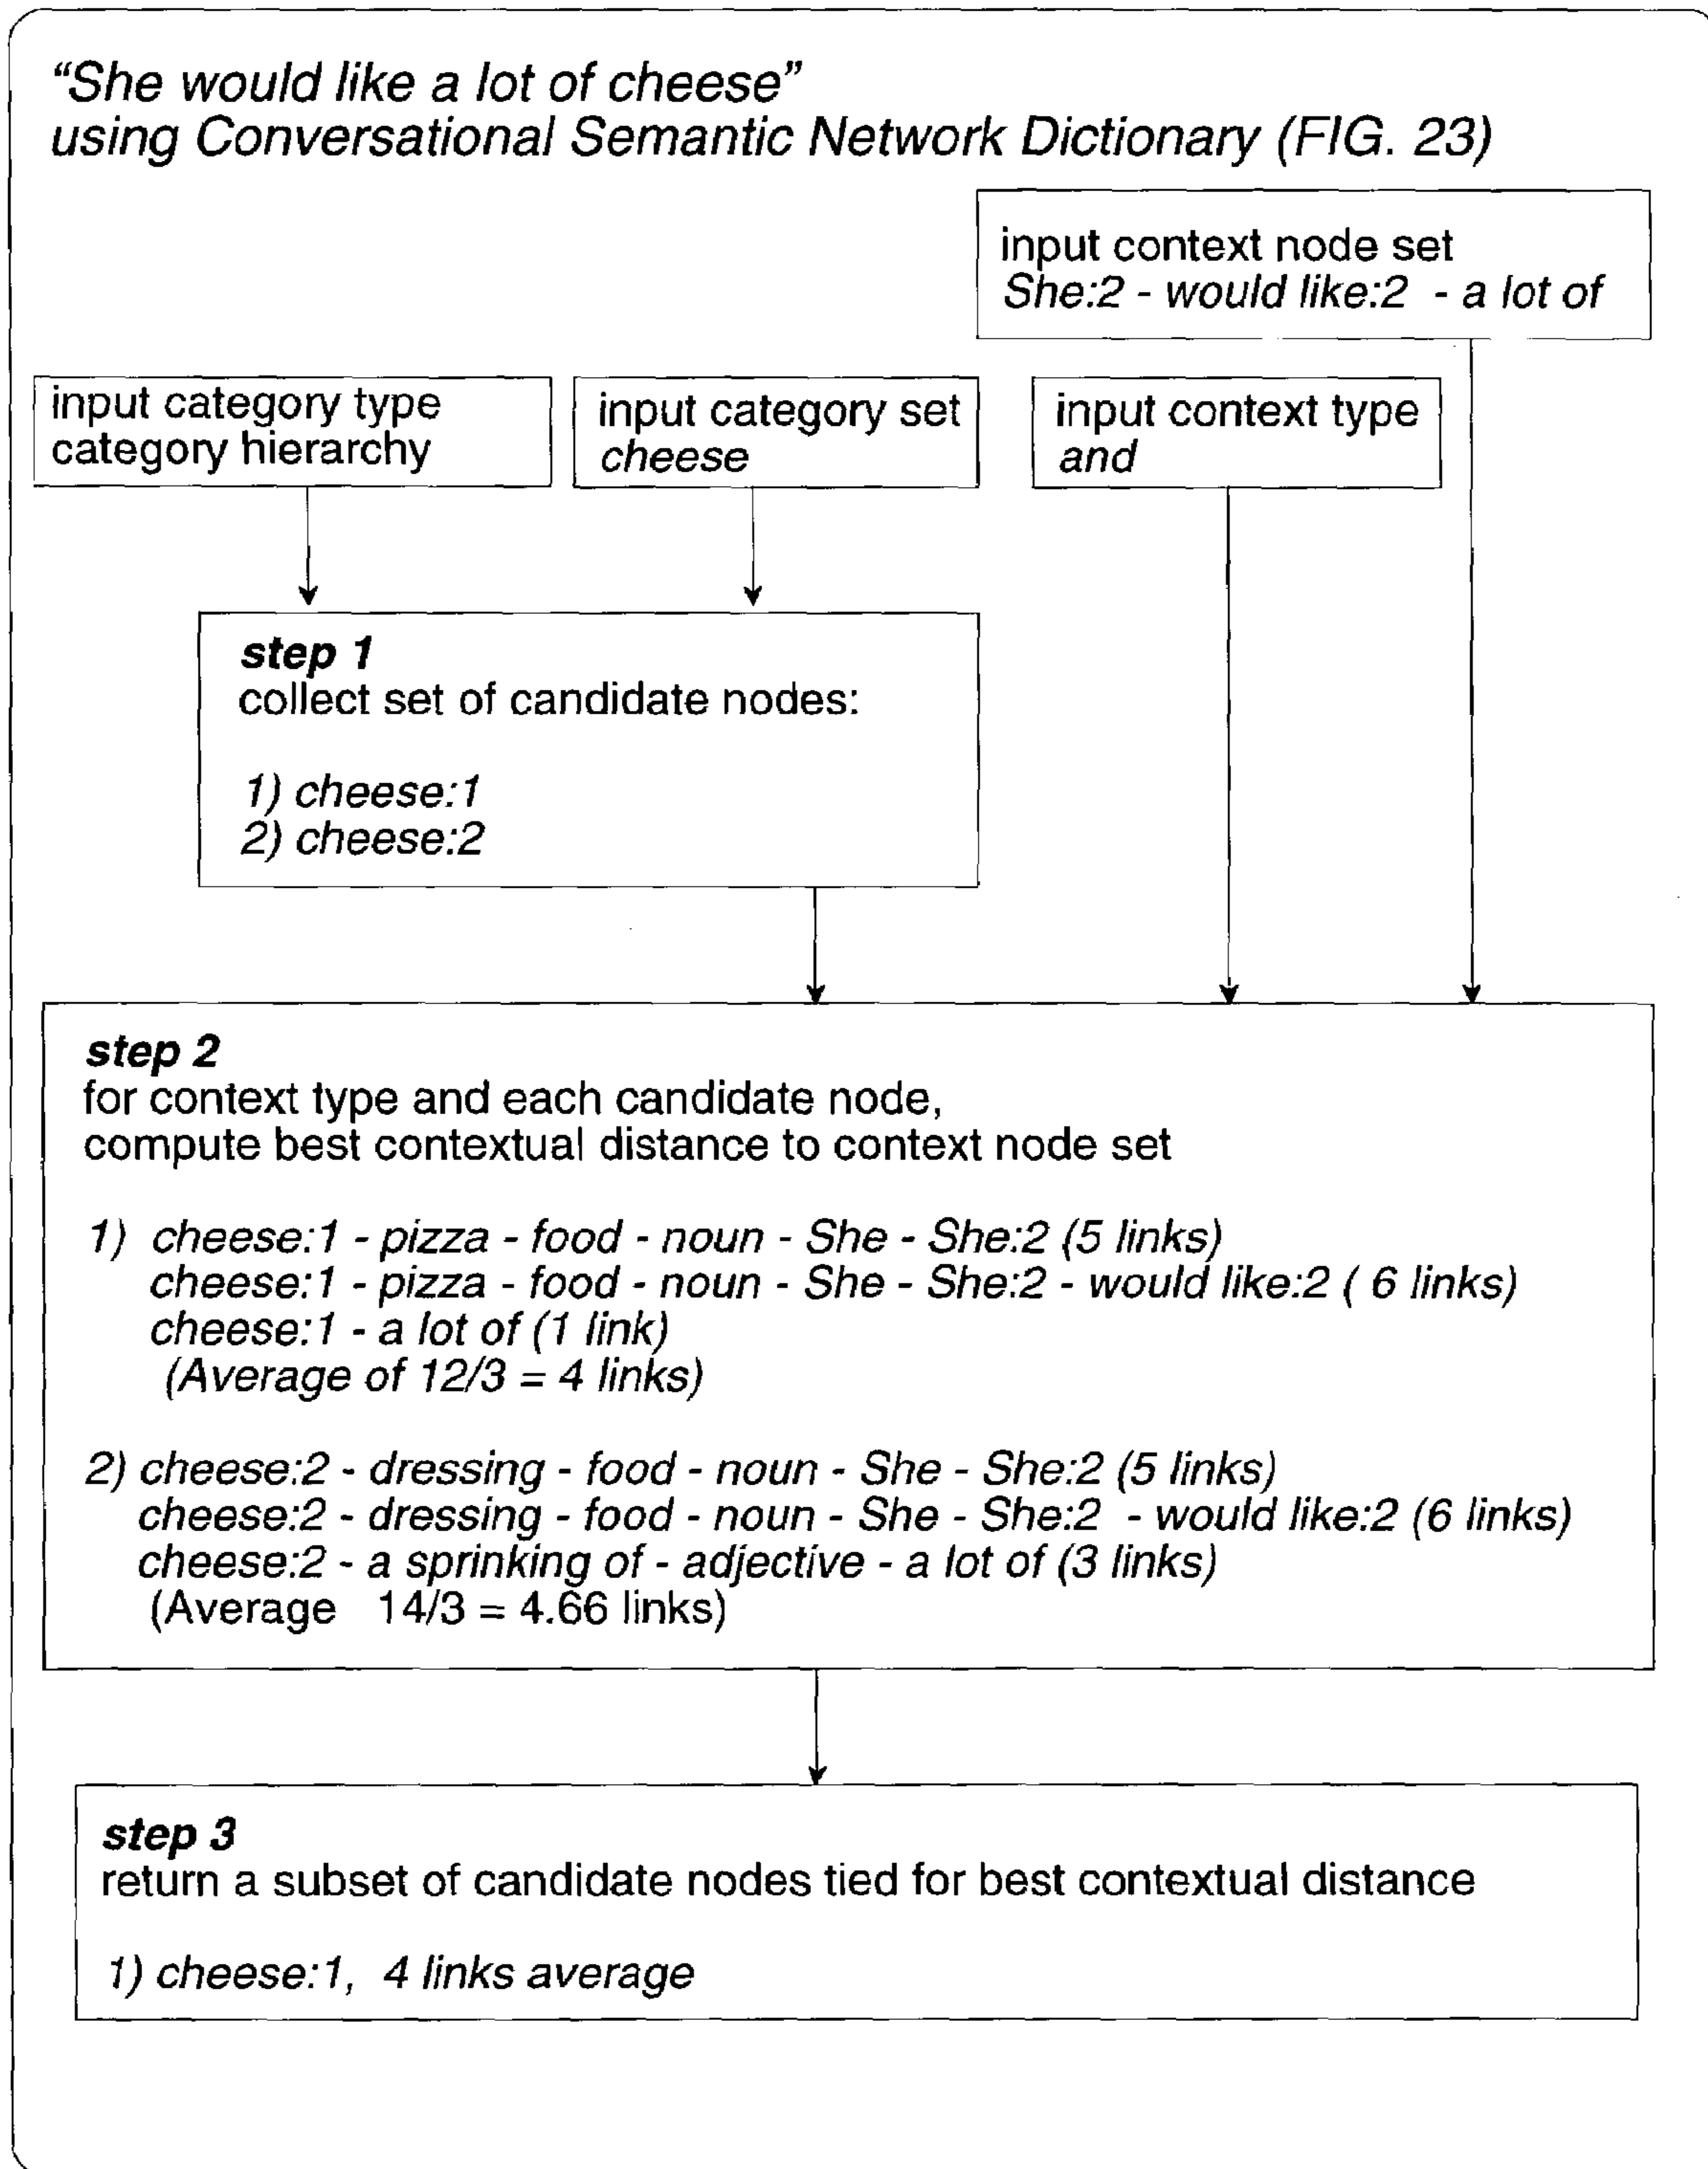 “She would like a lot of cheese”
using Conversational Semantic Network Dictionary (FIG. 23)
input context node set
She:2 - would like:2 - a lot of
input category type
category hierarchy
input category set
cheese
input context type
and
step 1
collect set of candidate nodes:
1) cheese:1
2) cheese:2
step 2
for context type and each candidate node,
compute best contextual distance to context node set
1) cheese:1 - pizza - food - noun - She - She:2 (5 links)
cheese:1 - pizza - food - noun - She - She:2 - would like:2 ( 6 links)
cheese:1 - a lot of (1 link)
(Average of 12/3 = 4 links)
2) cheese:2 - dressing - food - noun - She - She:2 (5 links)
cheese:2 - dressing - food - noun - She - She:2 - would like:2 (6 links)
cheese:2 - a sprinking of - adjective - a lot of (3 links)
(Average 14/3 = 4.66 links)
step 3
return a subset of candidate nodes tied for best contextual distance
1) cheese:1, 4 links average